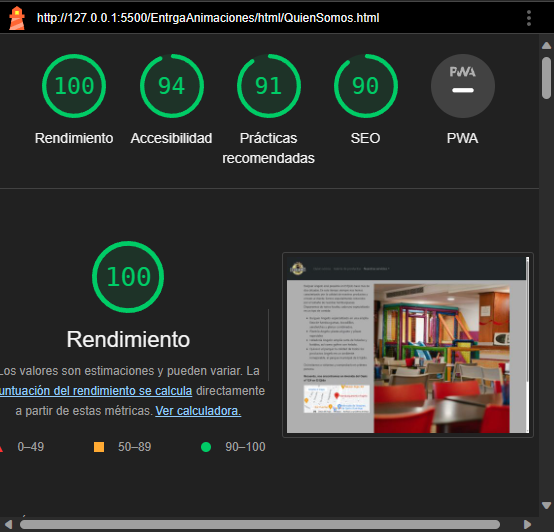 http://127.0.0.1:5500/EntrgaAnimaciones/html/QuienSomos.html
100
94
91
90
PWA
Rendimiento
Accesibilidad
Prácticas
recomendadas
SEO
PWA
100
Rendimiento
Los valores son estimaciones y pueden variar. La
untuación del rendimiento se calcula directamente
a partir de estas métricas. Ver calculadora.
0–49
50–89
90–100